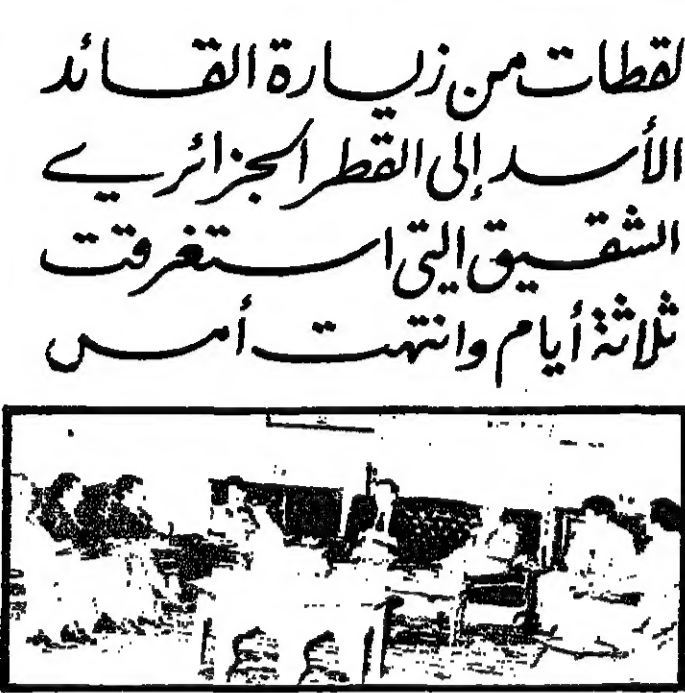 لقطات من زيارة القائد
الأسد إلى القطر الجزائري
الشقيق التي استغرقت
ثلاثة أيام وانتهت أمس